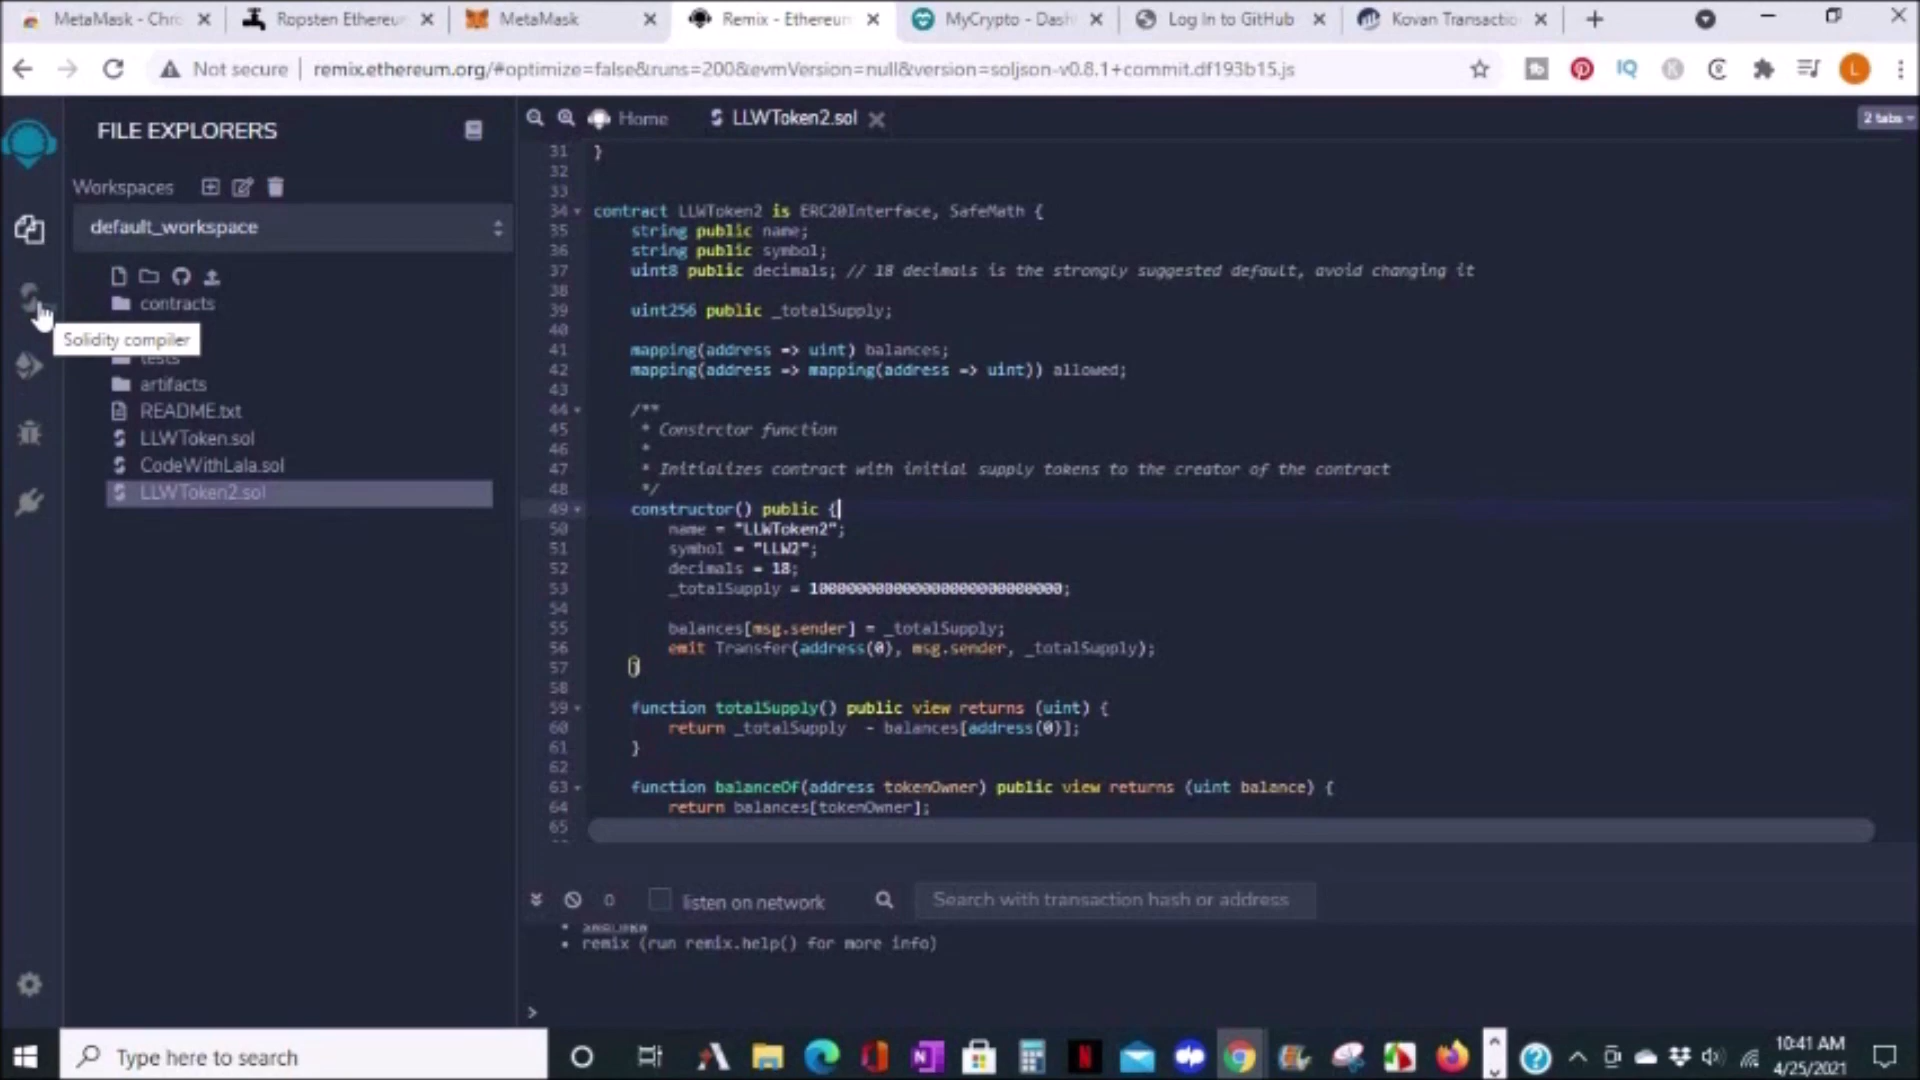 MetaMask - Chro
Ropsten Ethereu
MetaMask
Remix - Ethereum
MyCrypto - Dash
Log In to GitHub
Kovan Transactio
Not secure
remix.ethereum.org/#optimize=false&runs=200&evmVersion=null&version=soljson-v0.8.1+commit.df193b15.js
IQ
L
FILE EXPLORERS
Home
LLWToken2.sol
2 tabs
Workspaces
default_workspace
contracts
Solidity compiler
tests
artifacts
README.txt
LLWToken.sol
CodeWithLala.sol
LLWToken2.sol
31 }
32
33
34 contract LLWToken2 is ERC20Interface, SafeMath {
35 string public name;
36 string public symbol;
37 uint8 public decimals; // 18 decimals is the strongly suggested default, avoid changing it
38
39 uint256 public _totalSupply;
40
41 mapping(address => uint) balances;
42 mapping(address => mapping(address => uint)) allowed;
43
44 /**
45 * Constrctor function
46 *
47 * Initializes contract with initial supply tokens to the creator of the contract
48 */
49 constructor() public {
50 name = "LLWToken2";
51 symbol = "LLW2";
52 decimals = 18;
53 _totalSupply =
54
55 balances[msg.sender] = _totalSupply;
56 emit Transfer(address(0), msg.sender, _totalSupply);
57 }
58
59 function totalSupply() public view returns (uint) {
60 return _totalSupply - balances[address(0)];
61 }
62
63 function balanceOf(address tokenOwner) public view returns (uint balance) {
64 return balances[tokenOwner];
65
0
listen on network
Search with transaction hash or address
• remix (run remix.help() for more info)
>
Type here to search
10:41 AM
4/25/2021